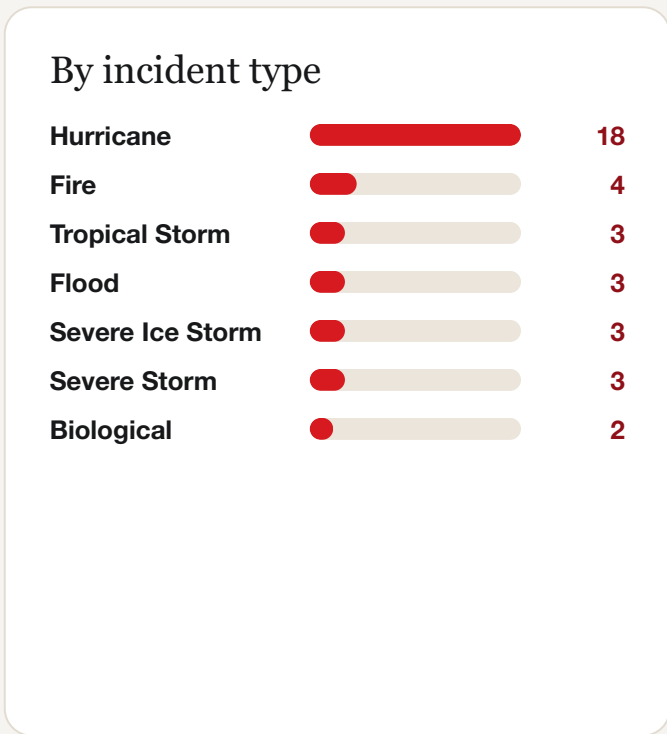 By incident type
Hurricane 18
Fire 4
Tropical Storm 3
Flood 3
Severe Ice Storm 3
Severe Storm 3
Biological 2